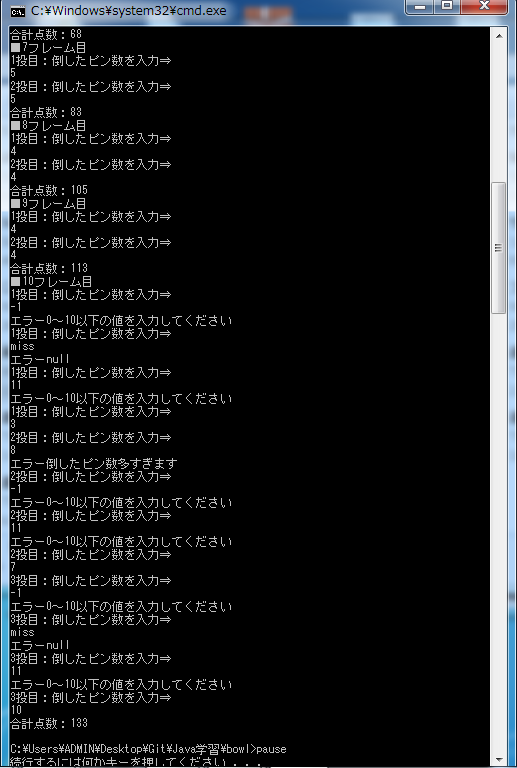 C:¥Windows¥system32¥cmd.exe
合計点数：68
■7フレーム目
1投目：倒したピン数を入力⇒
5
2投目：倒したピン数を入力⇒
5
合計点数：83
■8フレーム目
1投目：倒したピン数を入力⇒
4
2投目：倒したピン数を入力⇒
4
合計点数：105
■9フレーム目
1投目：倒したピン数を入力⇒
4
2投目：倒したピン数を入力⇒
4
合計点数：113
■10フレーム目
1投目：倒したピン数を入力⇒
-1
エラー0～10以下の値を入力してください
1投目：倒したピン数を入力⇒
miss
エラーnull
1投目：倒したピン数を入力⇒
11
エラー0～10以下の値を入力してください
1投目：倒したピン数を入力⇒
3
2投目：倒したピン数を入力⇒
8
エラー倒したピン数多すぎます
2投目：倒したピン数を入力⇒
-1
エラー0～10以下の値を入力してください
2投目：倒したピン数を入力⇒
11
エラー0～10以下の値を入力してください
2投目：倒したピン数を入力⇒
7
3投目：倒したピン数を入力⇒
-1
エラー0～10以下の値を入力してください
3投目：倒したピン数を入力⇒
miss
エラーnull
3投目：倒したピン数を入力⇒
11
エラー0～10以下の値を入力してください
3投目：倒したピン数を入力⇒
10
合計点数：133
C:¥Users¥ADMIN¥Desktop¥Git¥Java学習¥bowl>pause
続行するには何かキーを押してください . . .